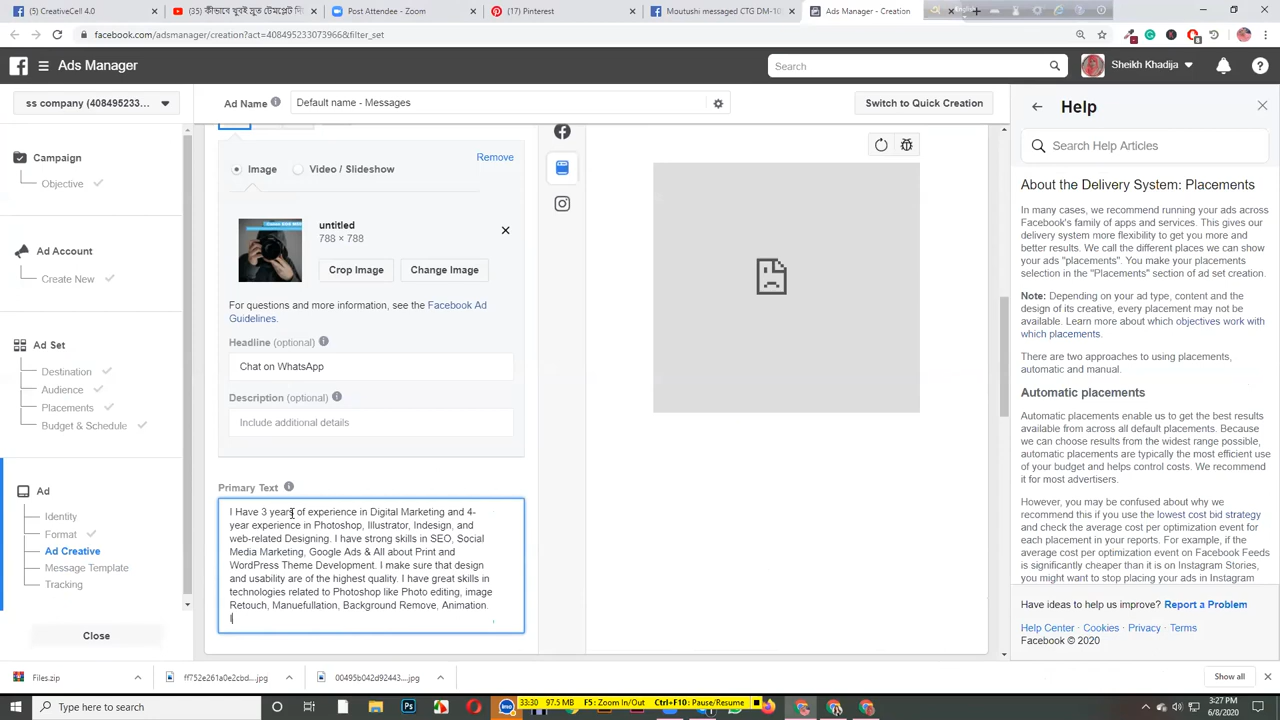 (5) CreativeCell 4.0
(35) কীভাবে খুব দ্রুত টেমপ্লেট দি
Post Attendee - Zoom
(17) Pinterest
Moutushi messaged CTG DM-10
Ads Manager - Creation
facebook.com/adsmanager/creation?act=408495233073966&filter_set
Ads Manager
Search
Sheikh Khadija
ss company (40849523373...
Ad Name
Default name - Messages
Switch to Quick Creation
Help
Search Help Articles
Campaign
Objective
Ad Account
Create New
Ad Set
Destination
Audience
Placements
Budget & Schedule
Ad
Identity
Format
Ad Creative
Message Template
Tracking
Close
Image
Video / Slideshow
Remove
untitled
788 × 788
Crop Image
Change Image
For questions and more information, see the Facebook Ad
Guidelines.
Headline (optional)
Chat on WhatsApp
Description (optional)
Include additional details
Primary Text
I Have 3 years of experience in Digital Marketing and 4-
year experience in Photoshop, Illustrator, Indesign, and
web-related Designing. I have strong skills in SEO, Social
Media Marketing, Google Ads & All about Print and
WordPress Theme Development. I make sure that design
and usability are of the highest quality. I have great skills in
technologies related to Photoshop like Photo editing, image
Retouch, Manuefullation, Background Remove, Animation.
I
About the Delivery System: Placements
In many cases, we recommend running your ads across
Facebook's family of apps and services. This gives our
delivery system more flexibility to get you more and
better results. We call the different places we can show
your ads "placements". You make your placements
selection in the "Placements" section of ad set creation.
Note: Depending on your ad type, content and the
design of its creative, every placement may not be
available. Learn more about which objectives work with
which placements.
There are two approaches to using placements,
automatic and manual.
Automatic placements
Automatic placements enable us to get the best results
available from across all default placements. Because
we can choose results from the widest range possible,
automatic placements are typically the most efficient use
of your budget and helps control costs. We recommend
it for most advertisers.
However, you may be confused about why we
recommend this if you use the lowest cost bid strategy
and check the average cost per optimization event for
each placement in your reports. For example, if the
average cost per optimization event on Facebook Feeds
is significantly cheaper than it is on Instagram Stories,
you might want to stop placing your ads in Instagram
Have ideas to help us improve? Report a Problem
Help Center · Cookies · Privacy · Terms
Facebook © 2020
Files.zip
ff752e261a0e2cbd....jpg
00495b042d92443....jpg
Show all
Type here to search
33:30 97.5 MB F5: Zoom In/Out Ctrl+F10: Pause/Resume
3:27 PM
6/8/2020